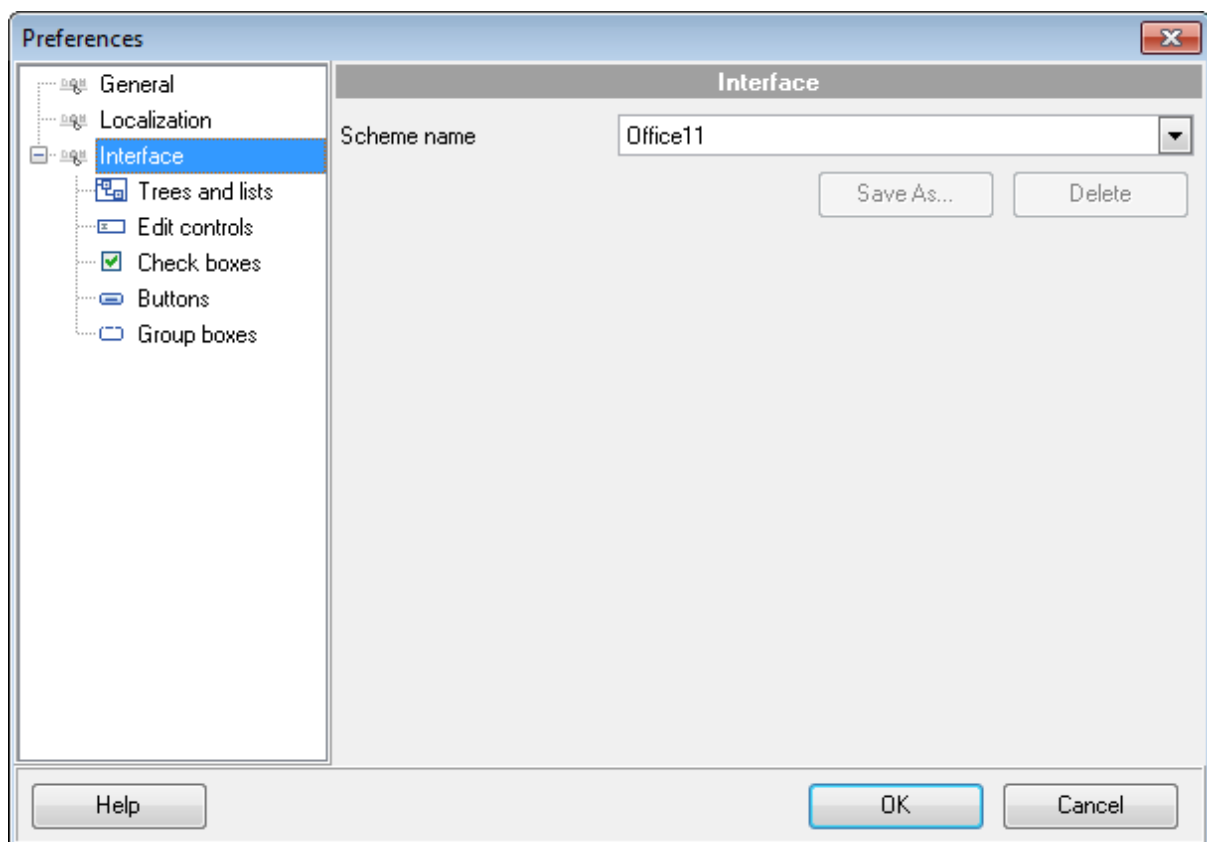 Preferences
General
Localization
Interface
Trees and lists
Edit controls
Check boxes
Buttons
Group boxes
Interface
Scheme name
Office11
Save As...
Delete
Help
OK
Cancel